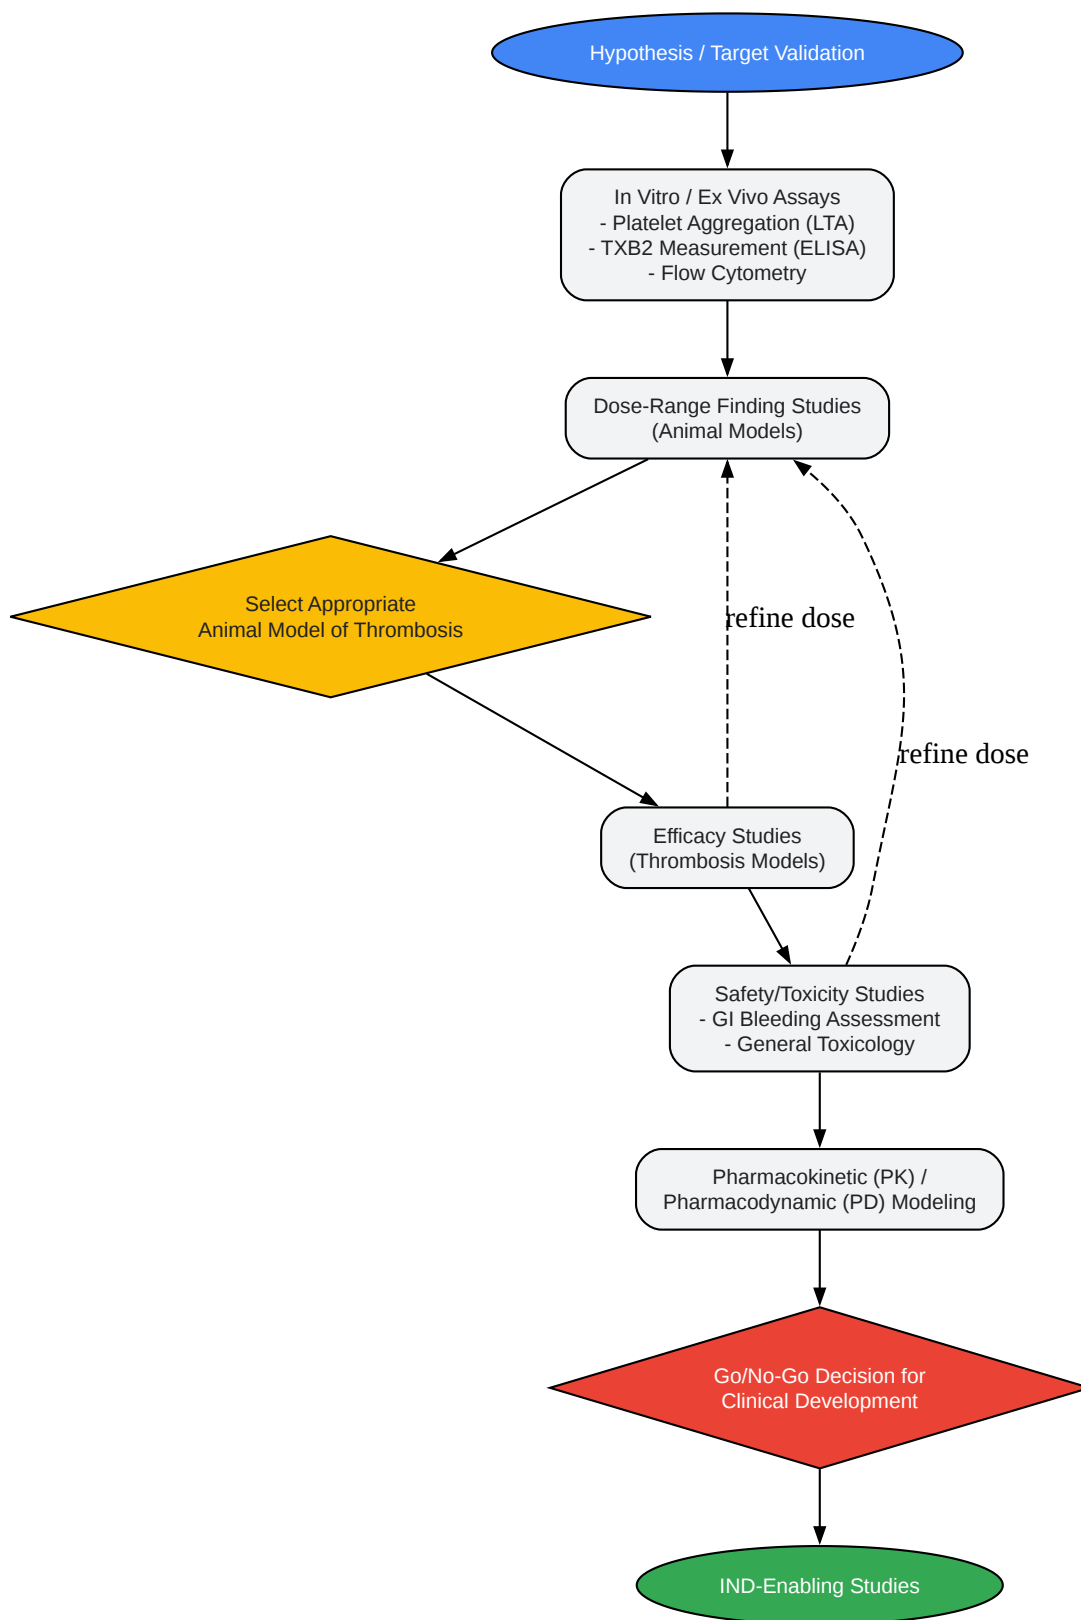 Hypothesis / Target Validation
In Vitro / Ex Vivo Assays
- Platelet Aggregation (LTA)
- TXB2 Measurement (ELISA)
- Flow Cytometry
Dose-Range Finding Studies
(Animal Models)
Select Appropriate
Animal Model of Thrombosis
refine dose
refine dose
Efficacy Studies
(Thrombosis Models)
Safety/Toxicity Studies
- GI Bleeding Assessment
- General Toxicology
Pharmacokinetic (PK) /
Pharmacodynamic (PD) Modeling
Go/No-Go Decision for
Clinical Development
IND-Enabling Studies